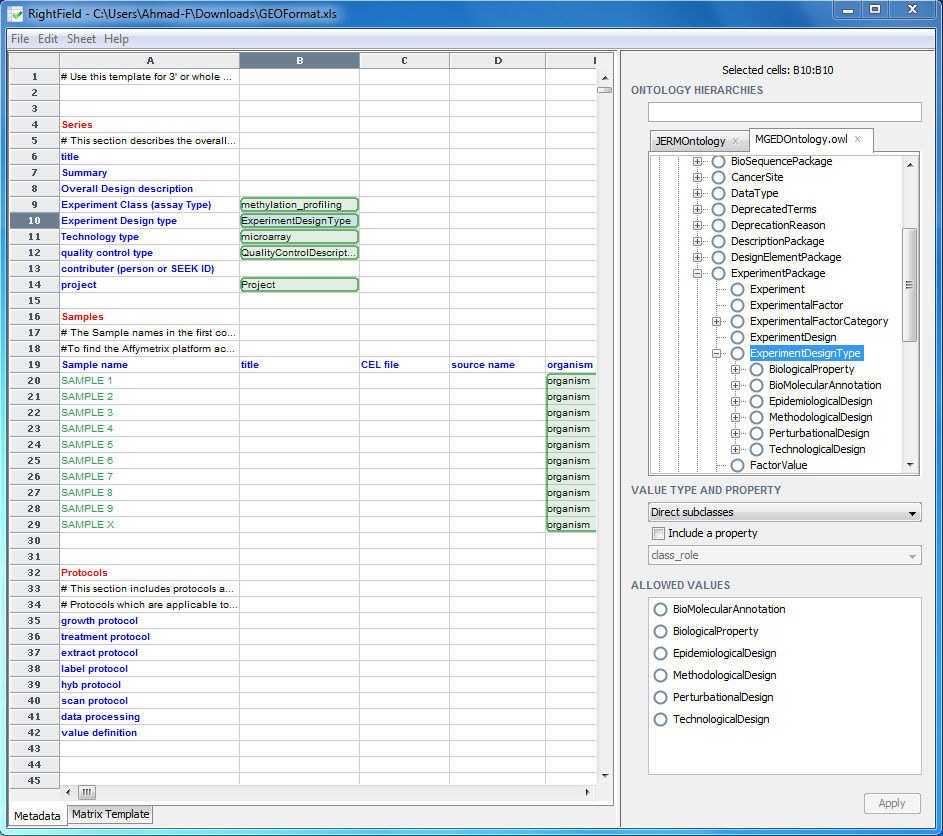 RightField - C:\Users\Ahmad-F\Downloads\GEOFormat.xls
File Edit Sheet Help
A B C D
1 # Use this template for 3' or whole ...
2
3
4 Series
5 # This section describes the overall...
6 title
7 Summary
8 Overall Design description
9 Experiment Class (assay Type) methylation_profiling
10 Experiment Design type ExperimentDesignType
11 Technology type microarray
12 quality control type QualityControlDescript...
13 contributer (person or SEEK ID)
14 project Project
15
16 Samples
17 # The Sample names in the first co...
18 #To find the Affymetrix platform ac...
19 Sample name title CEL file source name organism
20 SAMPLE 1 organism
21 SAMPLE 2 organism
22 SAMPLE 3 organism
23 SAMPLE 4 organism
24 SAMPLE 5 organism
25 SAMPLE 6 organism
26 SAMPLE 7 organism
27 SAMPLE 8 organism
28 SAMPLE 9 organism
29 SAMPLE X organism
30
31
32 Protocols
33 # This section includes protocols a...
34 # Protocols which are applicable to...
35 growth protocol
36 treatment protocol
37 extract protocol
38 label protocol
39 hyb protocol
40 scan protocol
41 data processing
42 value definition
43
44
45
Metadata Matrix Template
Selected cells: B10:B10
ONTOLOGY HIERARCHIES
JERMOntology x MGEDOntology.owl x
BioSequencePackage
CancerSite
DataType
DeprecatedTerms
DeprecationReason
DescriptionPackage
DesignElementPackage
ExperimentPackage
Experiment
ExperimentalFactor
ExperimentalFactorCategory
ExperimentDesign
ExperimentDesignType
BiologicalProperty
BioMolecularAnnotation
EpidemiologicalDesign
MethodologicalDesign
PerturbationalDesign
TechnologicalDesign
FactorValue
VALUE TYPE AND PROPERTY
Direct subclasses
Include a property
class_role
ALLOWED VALUES
BioMolecularAnnotation
BiologicalProperty
EpidemiologicalDesign
MethodologicalDesign
PerturbationalDesign
TechnologicalDesign
Apply